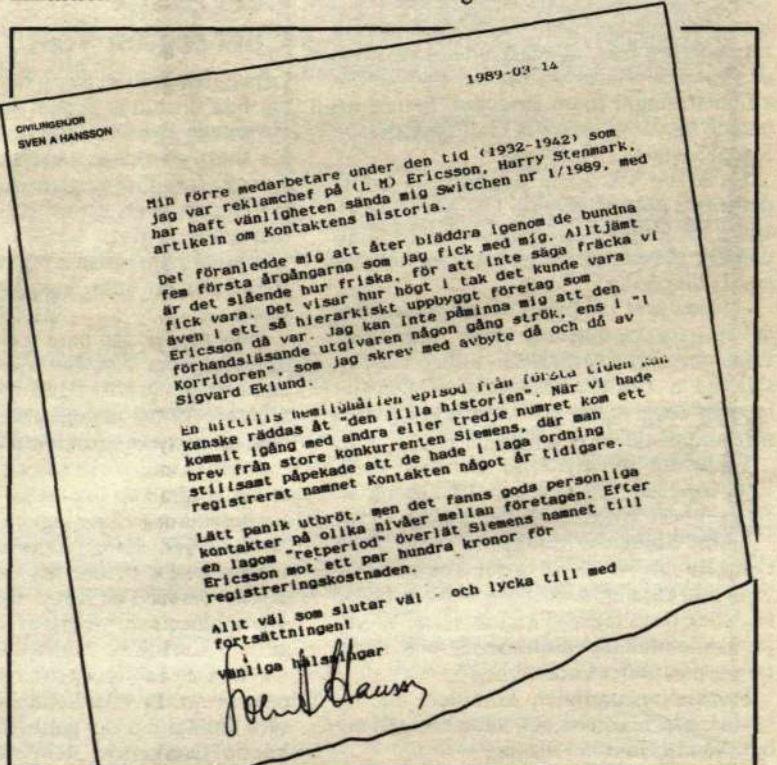 1989-03-14
CIVILINGENJÖR
SVEN A HANSSON
Min förre medarbetare under den tid (1932-1942) som
jag var reklamchef på (L M) Ericsson, Harry Stenmark,
har haft vänligheten sända mig Switchen nr 1/1989, med
artikeln om Kontaktens historia.
Det föranledde mig att åter bläddra igenom de bundna
fem första årgångarna som jag fick med mig. Alltjämt
är det slående hur friska, för att inte säga fräcka vi
fick vara. Det visar hur högt i tak det kunde vara
även i ett så hierarkiskt uppbyggt företag som
Ericsson då var. Jag kan inte påminna mig att den
förhandsläsande utgivaren någon gång strök, ens i "I
Korridoren", som jag skrev med avbyte då och då av
Sigvard Eklund.
En hittills hemlighållen episod från första tiden kan
kanske räddas åt "den lilla historien". När vi hade
kommit igång med andra eller tredje numret kom ett
brev från store konkurrenten Siemens, där man
stillsamt påpekade att de hade i laga ordning
registrerat namnet Kontakten något år tidigare.
Lätt panik utbröt, men det fanns goda personliga
kontakter på olika nivåer mellan företagen. Efter
en lagom "retperiod" överlät Siemens namnet till
Ericsson mot ett par hundra kronor för
registreringskostnaden.
Allt väl som slutar väl - och lycka till med
fortsättningen!
Vänliga hälsningar
Sven A Hansson